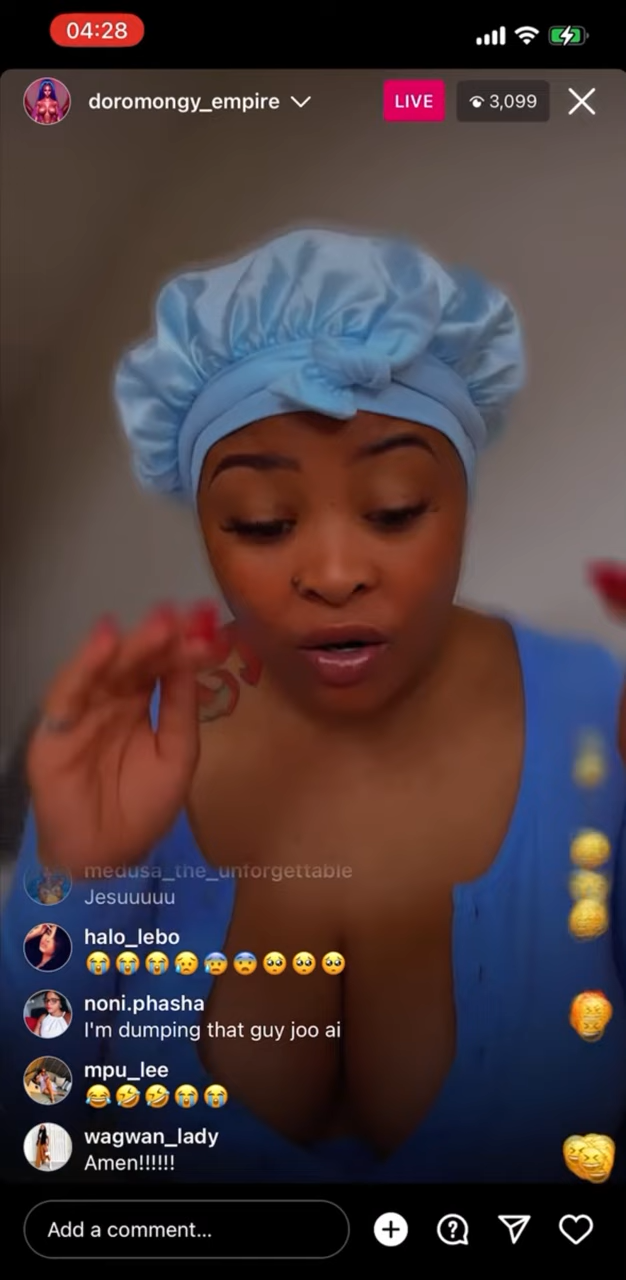 04:28
doromongy_empire
LIVE
3,099
medusa_the_unforgettable
Jesuuuuu
halo_lebo
😭😭😭😥😰😨🥺🥺🥺
noni.phasha
I'm dumping that guy joo ai
mpu_lee
😂🤣🤣😭😭
wagwan_lady
Amen!!!!!!
Add a comment...